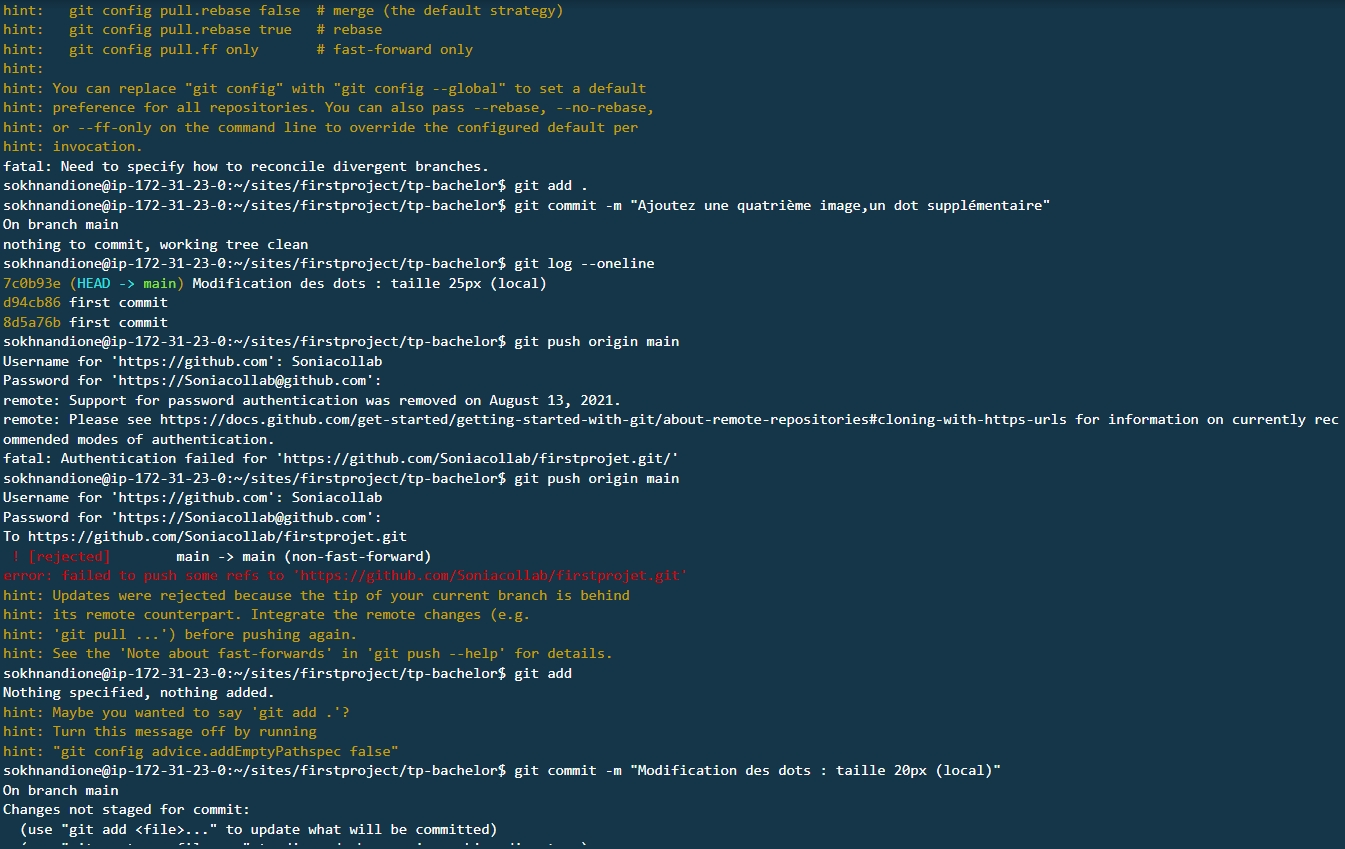 hint:   git config pull.rebase false  # merge (the default strategy)
hint:   git config pull.rebase true   # rebase
hint:   git config pull.ff only       # fast-forward only
hint:
hint: You can replace "git config" with "git config --global" to set a default
hint: preference for all repositories. You can also pass --rebase, --no-rebase,
hint: or --ff-only on the command line to override the configured default per
hint: invocation.
fatal: Need to specify how to reconcile divergent branches.
sokhnandione@ip-172-31-23-0:~/sites/firstproject/tp-bachelor$ git add .
sokhnandione@ip-172-31-23-0:~/sites/firstproject/tp-bachelor$ git commit -m "Ajoutez une quatrième image,un dot supplémentaire"
On branch main
nothing to commit, working tree clean
sokhnandione@ip-172-31-23-0:~/sites/firstproject/tp-bachelor$ git log --oneline
7c0b93e (HEAD -> main) Modification des dots : taille 25px (local)
d94cb86 first commit
8d5a76b first commit
sokhnandione@ip-172-31-23-0:~/sites/firstproject/tp-bachelor$ git push origin main
Username for 'https://github.com': Soniacollab
Password for 'https://Soniacollab@github.com':
remote: Support for password authentication was removed on August 13, 2021.
remote: Please see https://docs.github.com/get-started/getting-started-with-git/about-remote-repositories#cloning-with-https-urls for information on currently rec
ommended modes of authentication.
fatal: Authentication failed for 'https://github.com/Soniacollab/firstprojet.git/'
sokhnandione@ip-172-31-23-0:~/sites/firstproject/tp-bachelor$ git push origin main
Username for 'https://github.com': Soniacollab
Password for 'https://Soniacollab@github.com':
To https://github.com/Soniacollab/firstprojet.git
 ! [rejected]        main -> main (non-fast-forward)
error: failed to push some refs to 'https://github.com/Soniacollab/firstprojet.git'
hint: Updates were rejected because the tip of your current branch is behind
hint: its remote counterpart. Integrate the remote changes (e.g.
hint: 'git pull ...') before pushing again.
hint: See the 'Note about fast-forwards' in 'git push --help' for details.
sokhnandione@ip-172-31-23-0:~/sites/firstproject/tp-bachelor$ git add
Nothing specified, nothing added.
hint: Maybe you wanted to say 'git add .'?
hint: Turn this message off by running
hint: "git config advice.addEmptyPathspec false"
sokhnandione@ip-172-31-23-0:~/sites/firstproject/tp-bachelor$ git commit -m "Modification des dots : taille 20px (local)"
On branch main
Changes not staged for commit:
  (use "git add <file>..." to update what will be committed)